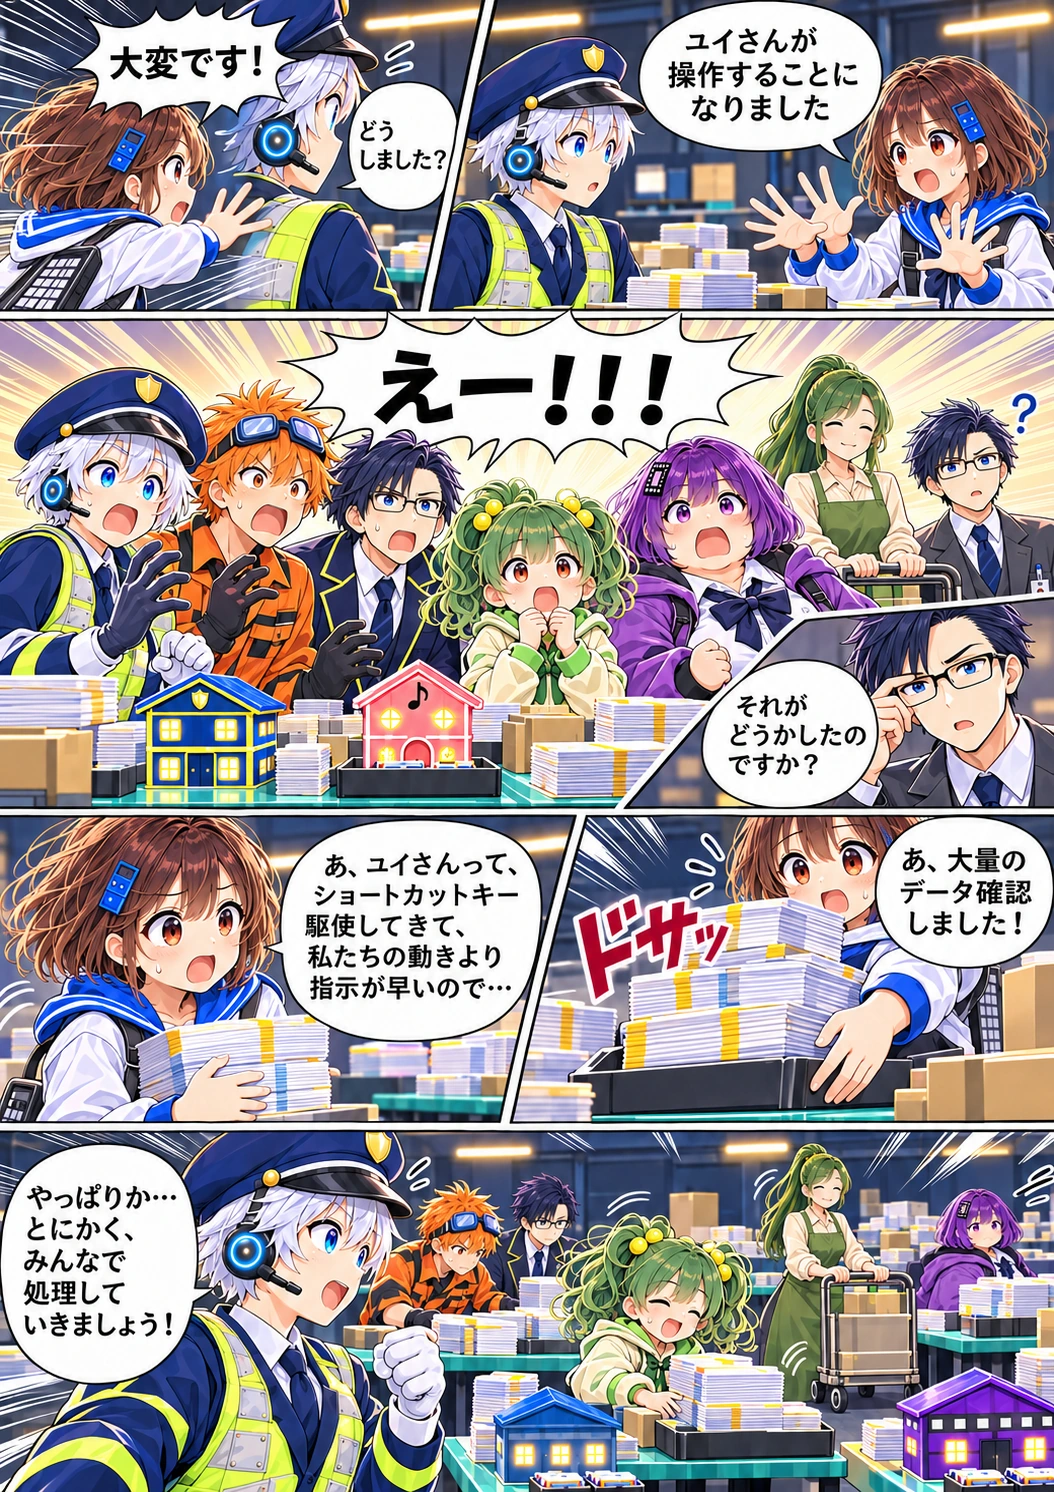 大変です！
どう
しました？
ユイさんが
操作することに
なりました
えー！！！
?
それが
どうかしたの
ですか？
あ、ユイさんって、
ショートカットキー
駆使してきて、
私たちの動きより
指示が早いので…
ドサッ
あ、大量の
データ確認
しました！
やっぱりか…
とにかく、
みんなで
処理して
いきましょう！